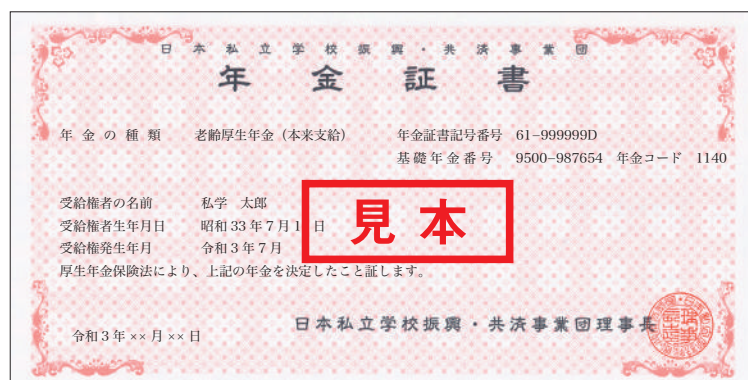 日本私立学校振興・共済事業団
年金証書
年金の種類 老齢厚生年金（本来支給） 年金証書記号番号 61-999999D
基礎年金番号 9500-987654 年金コード 1140
受給権者の名前 私学 太郎
受給権者生年月日 昭和33年7月1日
受給権発生年月 令和3年7月
見本
厚生年金保険法により、上記の年金を決定したこと証します。
令和3年××月××日 日本私立学校振興・共済事業団理事長